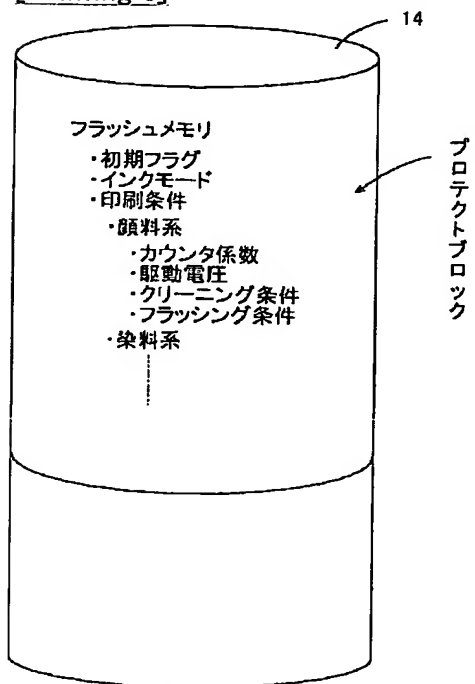 14
フラッシュメモリ
・初期フラグ
・インクモード
・印刷条件
・顔料系
・カウンタ係数
・駆動電圧
・クリーニング条件
・フラッシング条件
・染料系
プロテクトブロック